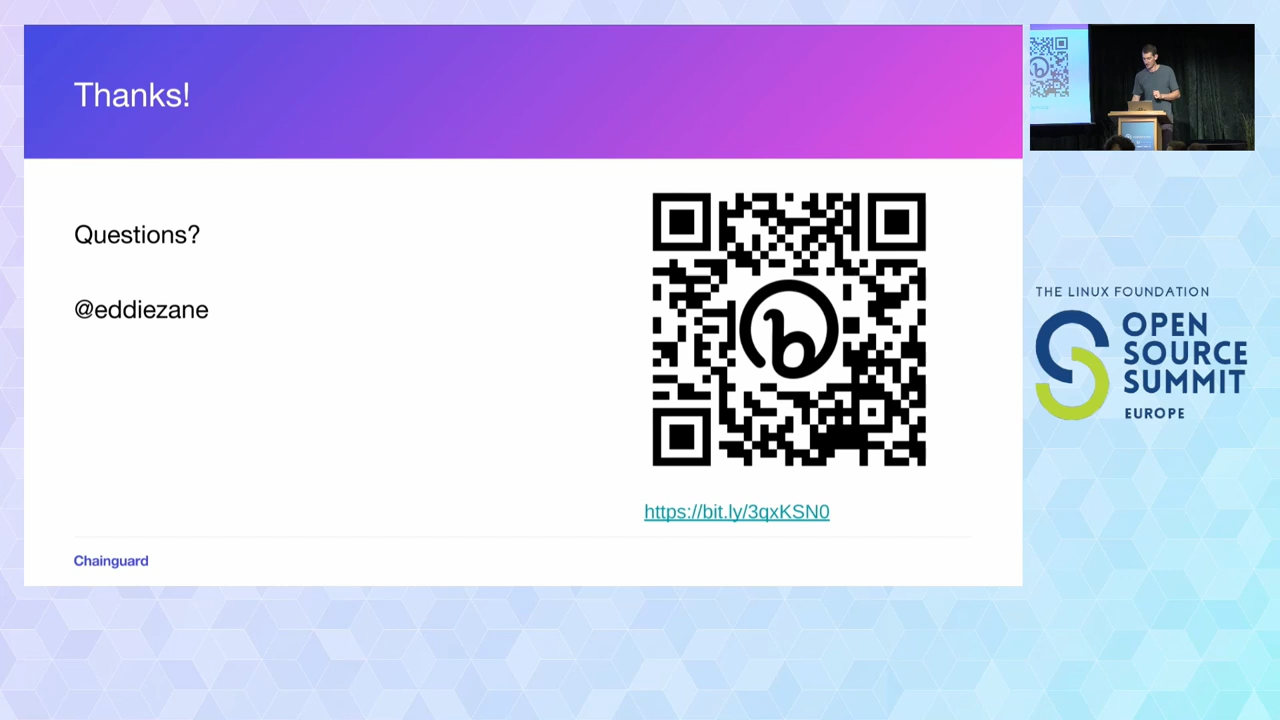 Thanks!
Questions?
@eddiezane
https://bit.ly/3qxKSN0
Chainguard
THE LINUX FOUNDATION
OPEN
SOURCE
SUMMIT
EUROPE